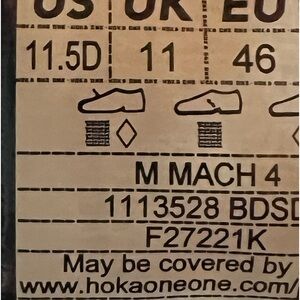 US UK EU
11.5D 11 46
M MACH 4
1113528 BDSD
F27221K
May be covered by
www.hokaoneone.com/